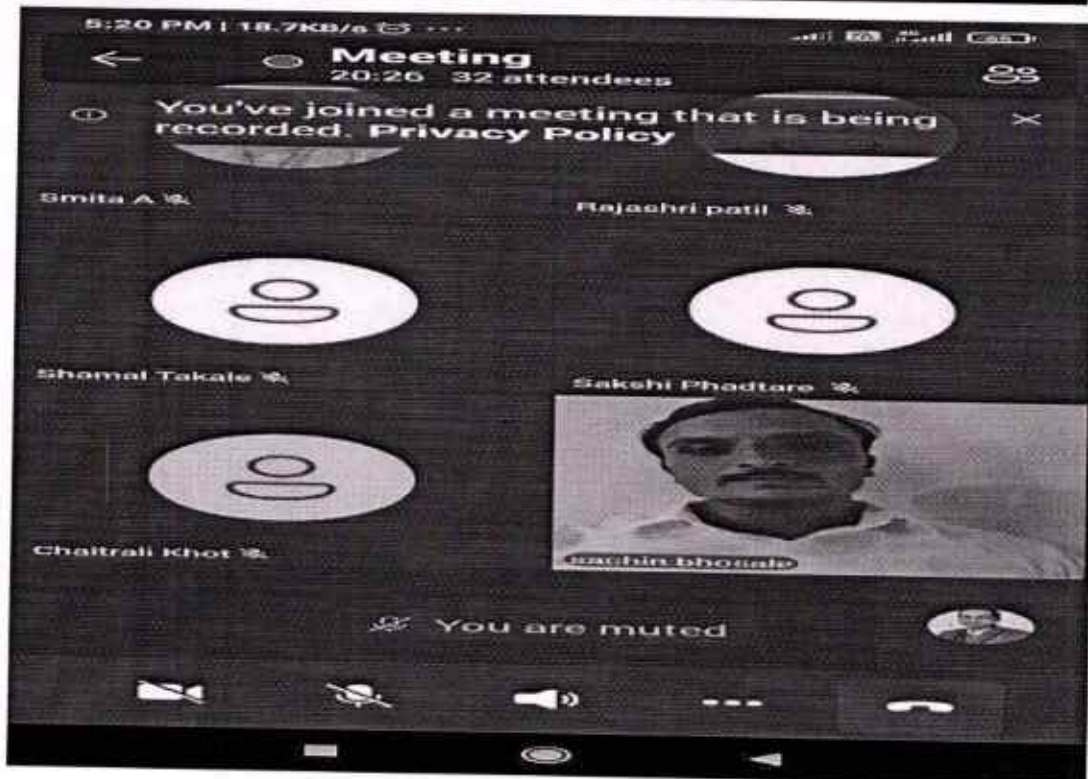 5:20 PM | 18.7KB/s
Meeting
20:26 32 attendees
You've joined a meeting that is being
recorded. Privacy Policy
Smita A
Rajashri patil
Shamal Takale
Sakshi Phadtare
Chaitrali Khot
sachin bhosale
You are muted